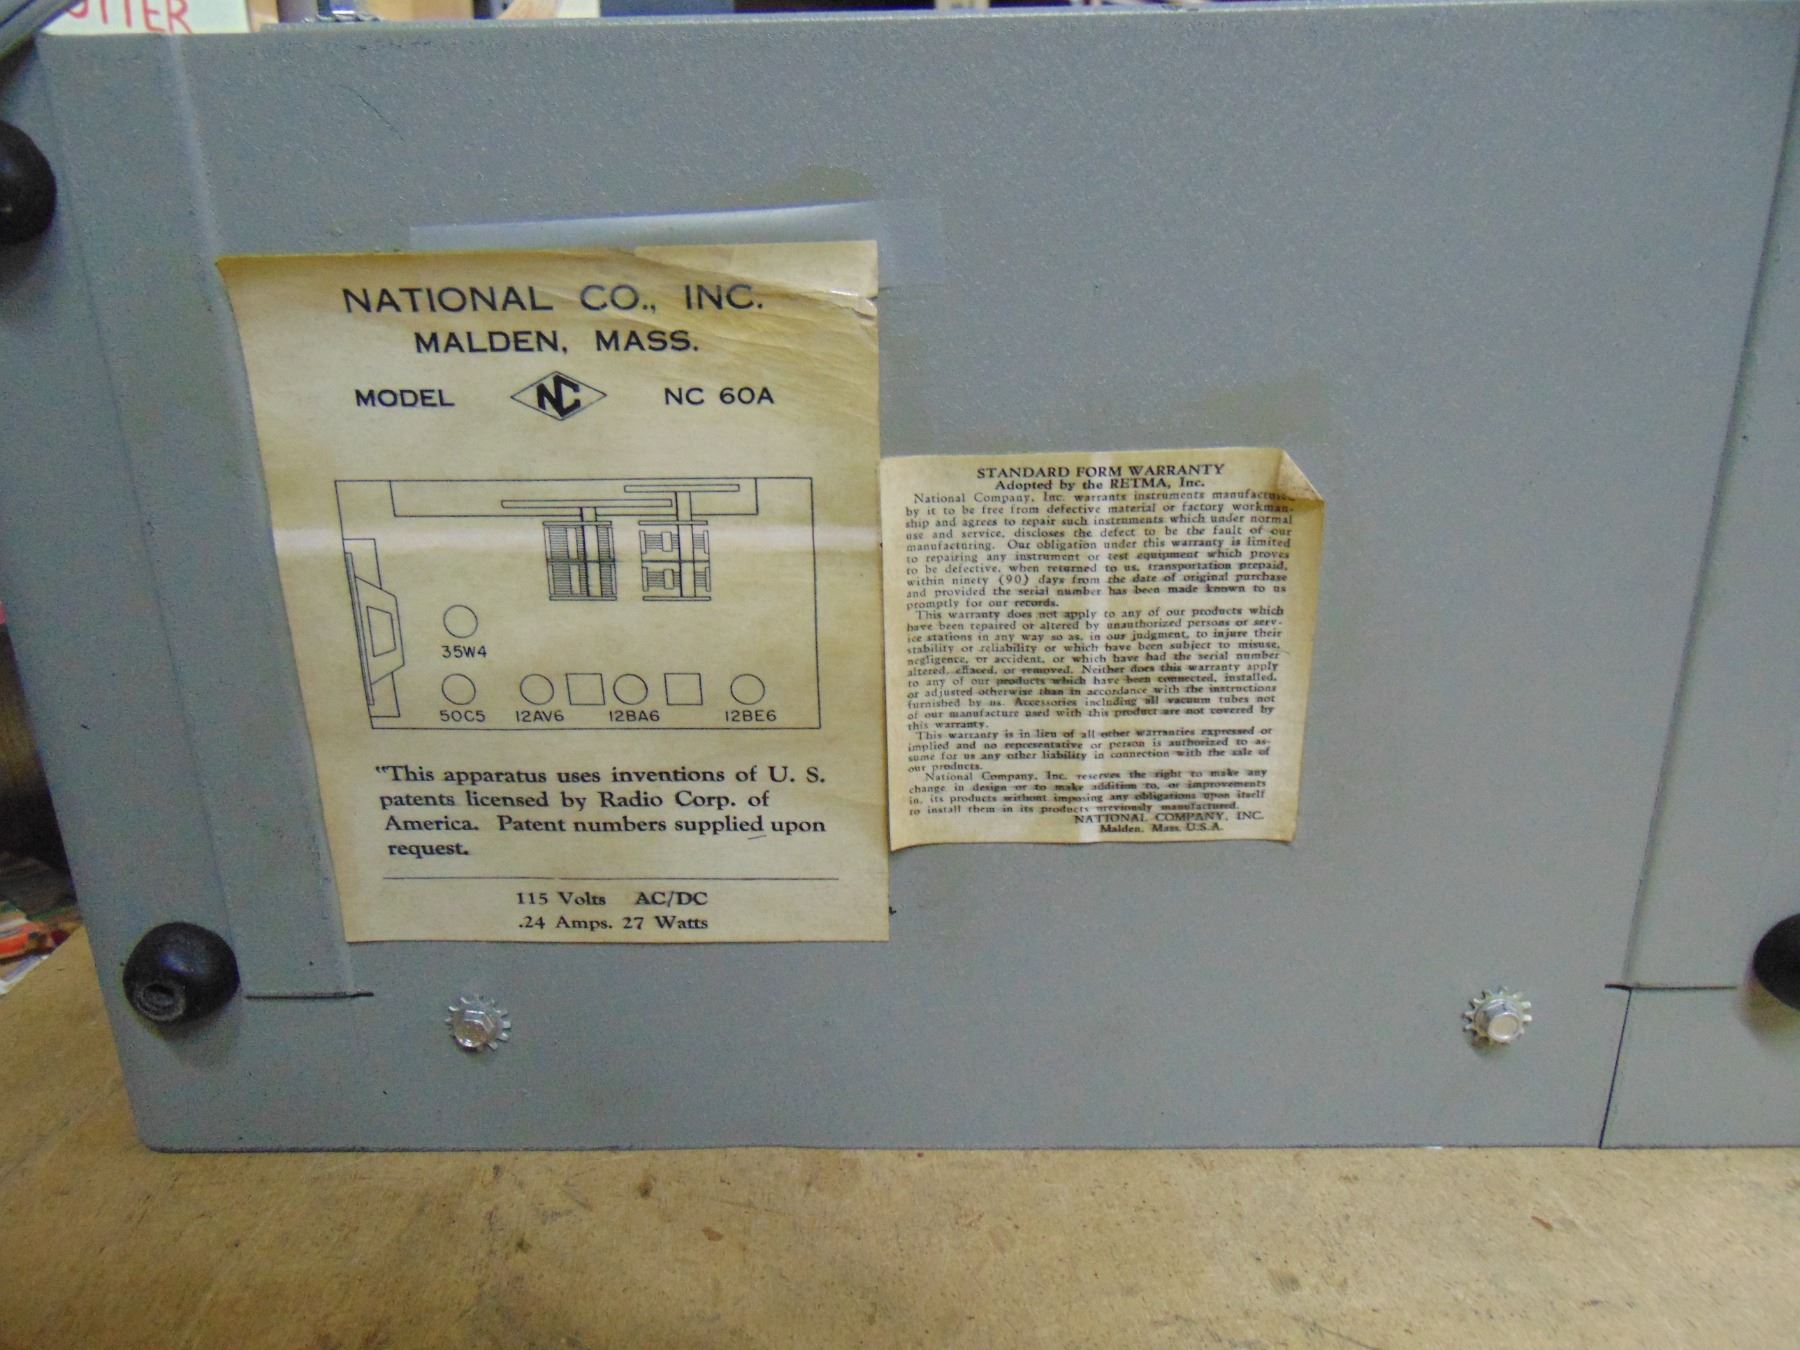 UTTER
NATIONAL CO., INC.
MALDEN, MASS.
MODEL NC NC 60A
35W4
50C5 12AV6 12BA6 12BE6
"This apparatus uses inventions of U. S.
patents licensed by Radio Corp. of
America. Patent numbers supplied upon
request.
115 Volts AC/DC
.24 Amps. 27 Watts
STANDARD FORM WARRANTY
Adopted by the RETMA, Inc.
National Company, Inc. warrants instruments manufactured
by it to be free from defective material or factory workman-
ship and agrees to repair such instruments which under normal
use and service, discloses the defect to be the fault of our
manufacturing. Our obligation under this warranty is limited
to repairing any instrument or test equipment which proves
to be defective, when returned to us, transportation prepaid,
within ninety (90) days from the date of original purchase
and provided the serial number has been made known to us
promptly for our records.
This warranty does not apply to any of our products which
have been repaired or altered by unauthorized persons or serv-
ice stations in any way so as, in our judgment, to injure their
stability or reliability or which have been subject to misuse,
negligence, or accident, or which have had the serial number
altered, effaced, or removed. Neither does this warranty apply
to any of our products which have been connected, installed,
or adjusted otherwise than in accordance with the instructions
furnished by us. Accessories including all vacuum tubes not
of our manufacture used with this product are not covered by
this warranty.
This warranty is in lieu of all other warranties expressed or
implied and no representative or person is authorized to as-
sume for us any other liability in connection with the sale of
our products.
National Company, Inc. reserves the right to make any
change in design or to make addition to, or improvements
in, its products without imposing any obligations upon itself
to install them in its products previously manufactured.
NATIONAL COMPANY, INC.
Malden, Mass. U.S.A.